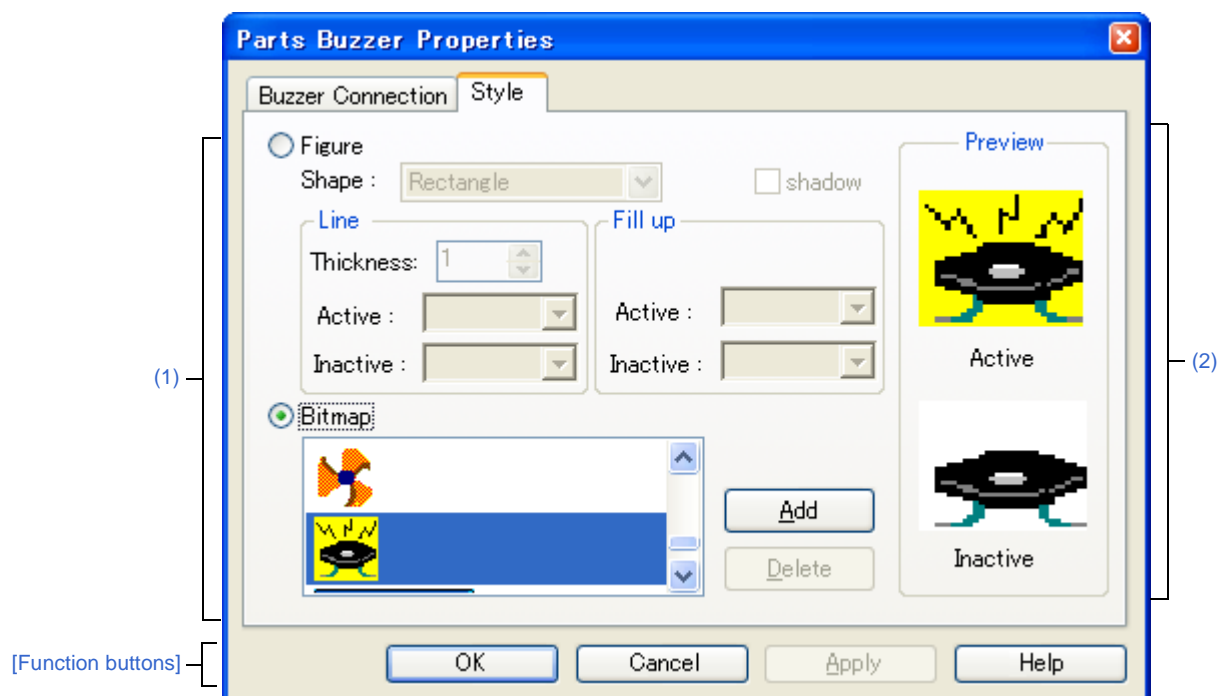 Parts Buzzer Properties
Buzzer Connection Style
Figure
Shape : Rectangle shadow
Line Fill up
Thickness: 1
Active : Active :
Inactive : Inactive :
Bitmap
Add
Delete
Preview
Active
Inactive
(1)
(2)
[Function buttons]
OK Cancel Apply Help